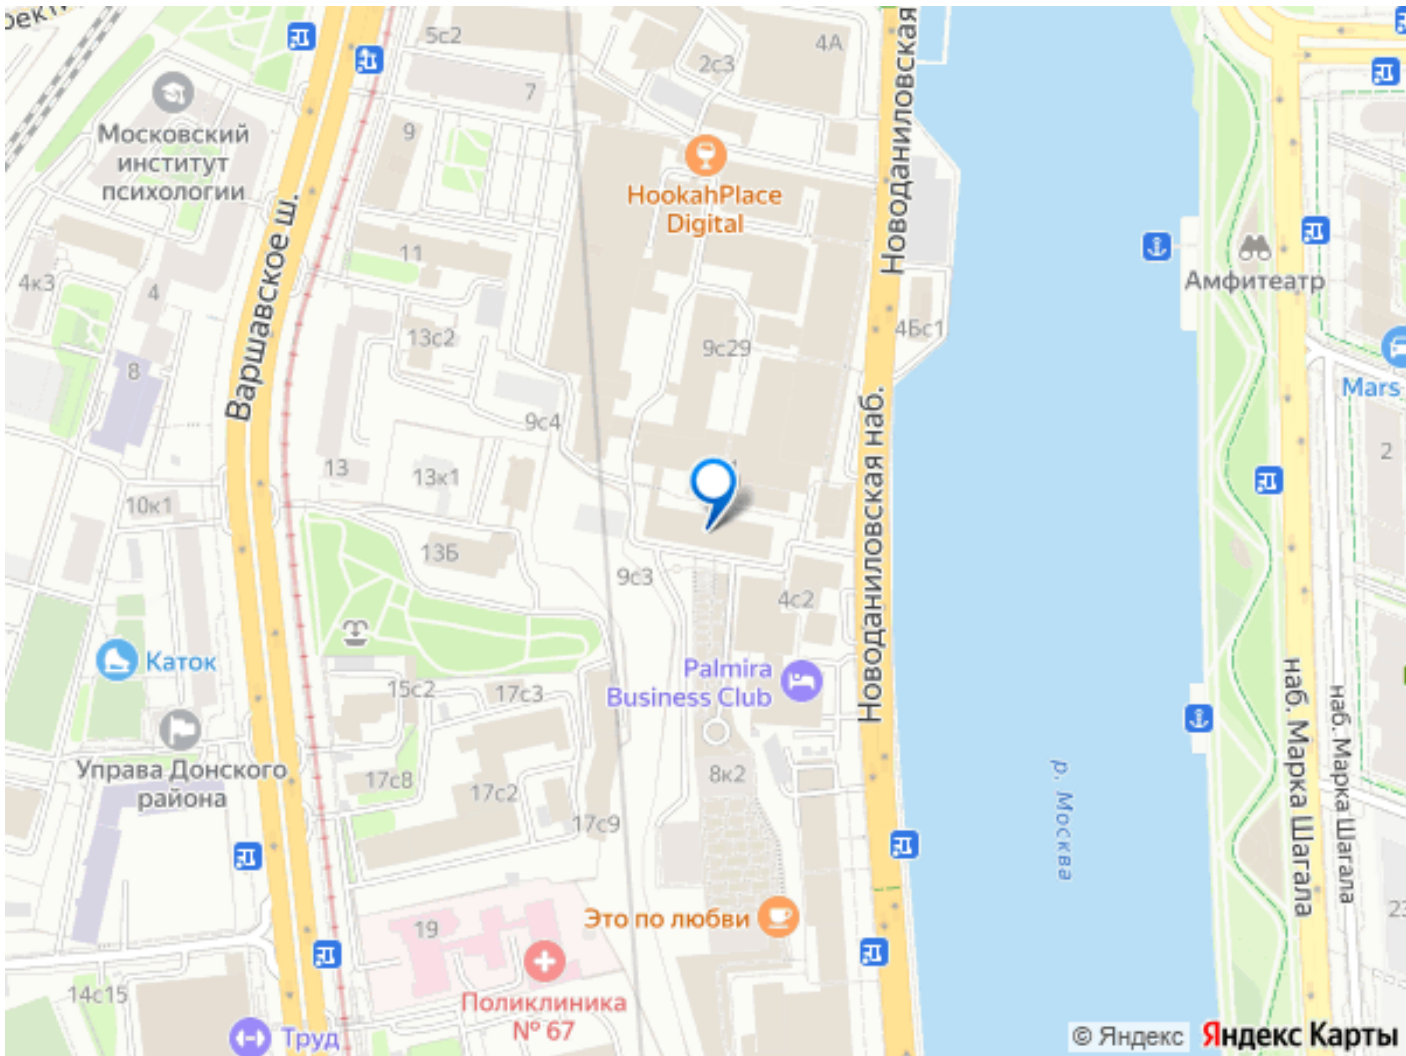 5с2
4А
2с3
7
Новоданиловская
Московский
институт
психологии
9
HookahPlace
Digital
11
Варшавское ш.
4к3
4
Амфитеатр
13с2
4Бс1
9с29
8
Mars
9с4
Новоданиловская наб.
2
13
13к1
10к1
13Б
9с3
4с2
Каток
Palmira
Business Club
15с2
17с3
Управа Донского
района
17с8
17с2
8к2
17с9
р. Москва
наб. Марка Шагала
наб. Марка Шагала
Это по любви
19
23
14с15
Поликлиника
№ 67
Труд
© Яндекс
Яндекс Карты